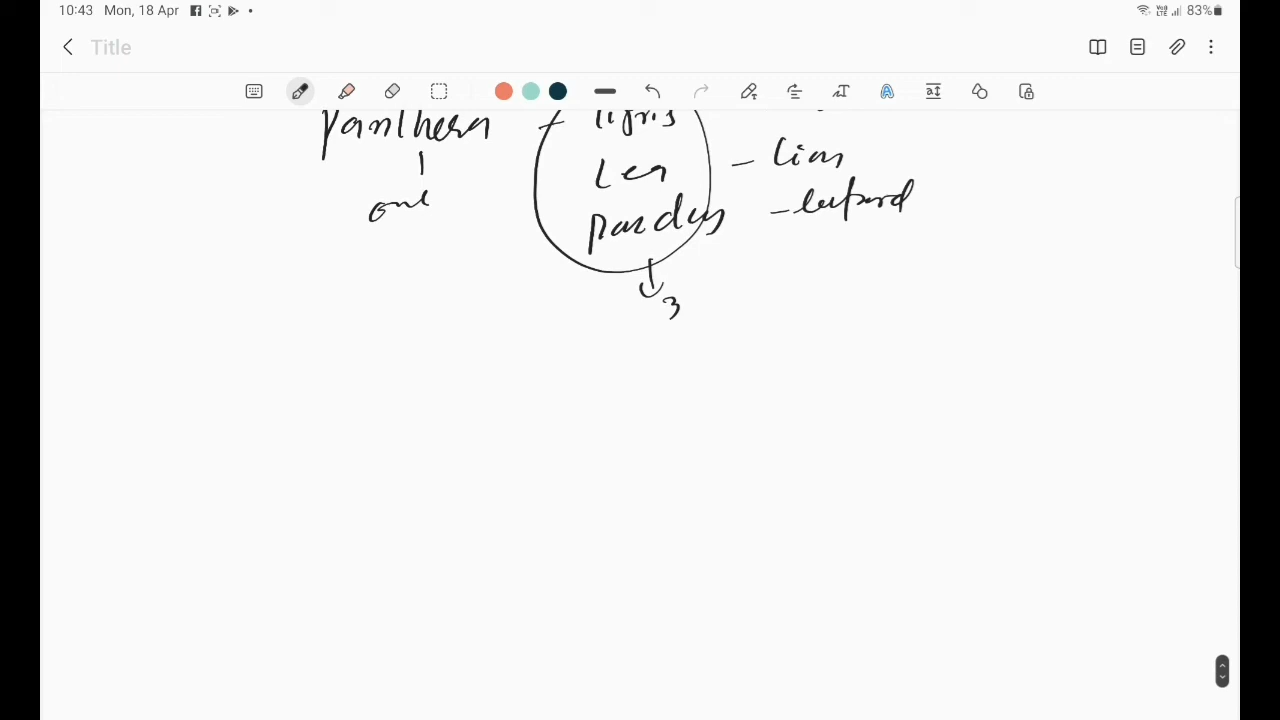 10:43 Mon, 18 Apr 83%
Title
Panthera tigris
Leo - Lion
one
pardus - leopard
3